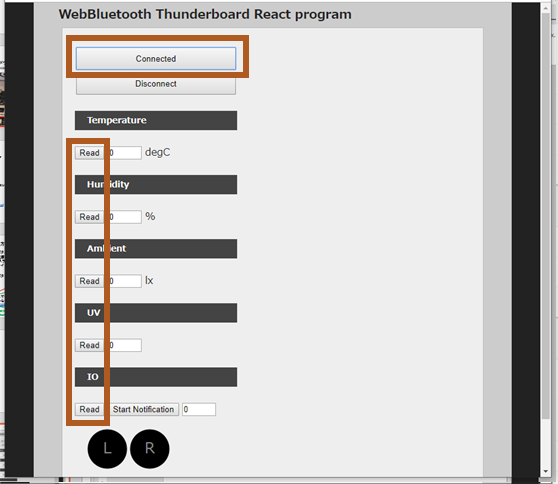 WebBluetooth Thunderboard React program
Connected
Disconnect
Temperature
Read 0 degC
Humidity
Read 0 %
Ambient
Read 0 lx
UV
Read 0
IO
Read Start Notification 0
L R